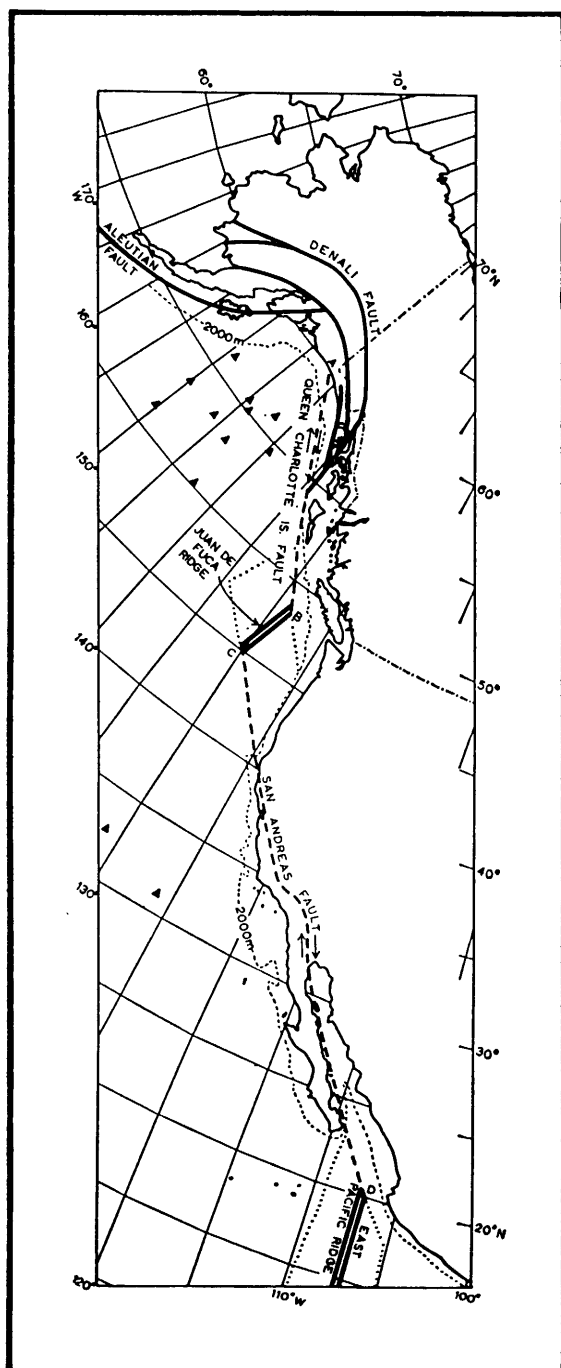 60°
70°
170°
W
ALEUTIAN
FAULT
DENALI FAULT
70°N
160°
2000m
QUEEN CHARLOTTE IS. FAULT
150°
60°
JUAN DE
FUCA
RIDGE
B
C
140°
50°
SAN ANDREAS FAULT
40°
130°
2000m
30°
D
EAST
PACIFIC RIDGE
20°N
120°
110°W
100°